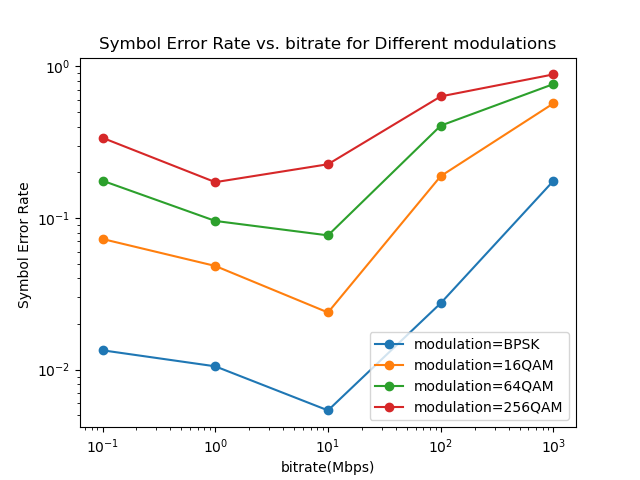 Symbol Error Rate vs. bitrate for Different modulations
Symbol Error Rate
10⁰
10⁻¹
10⁻²
modulation=BPSK
modulation=16QAM
modulation=64QAM
modulation=256QAM
10⁻¹ 10⁰ 10¹ 10² 10³
bitrate(Mbps)